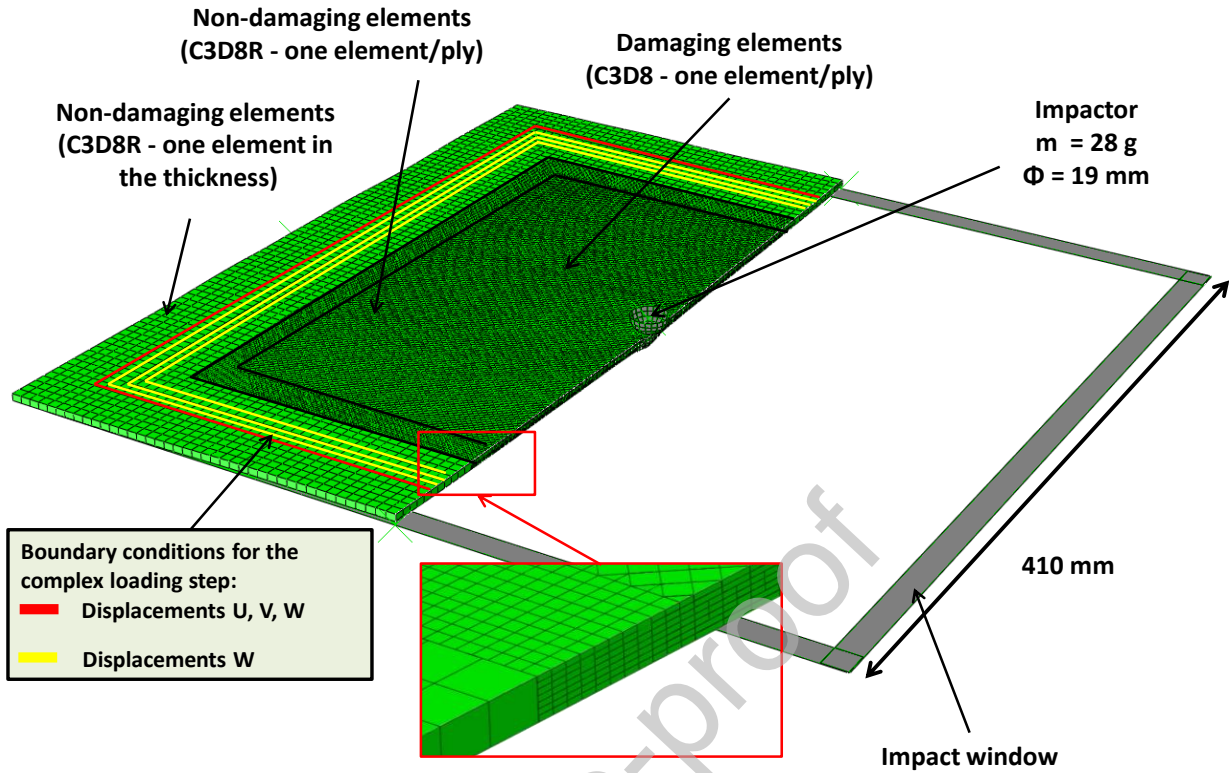 Non-damaging elements
(C3D8R - one element/ply)
Damaging elements
(C3D8 - one element/ply)
Non-damaging elements
(C3D8R - one element in
the thickness)
Impactor
m = 28 g
Φ = 19 mm
Boundary conditions for the
complex loading step:
Displacements U, V, W
Displacements W
410 mm
Impact window
-proof